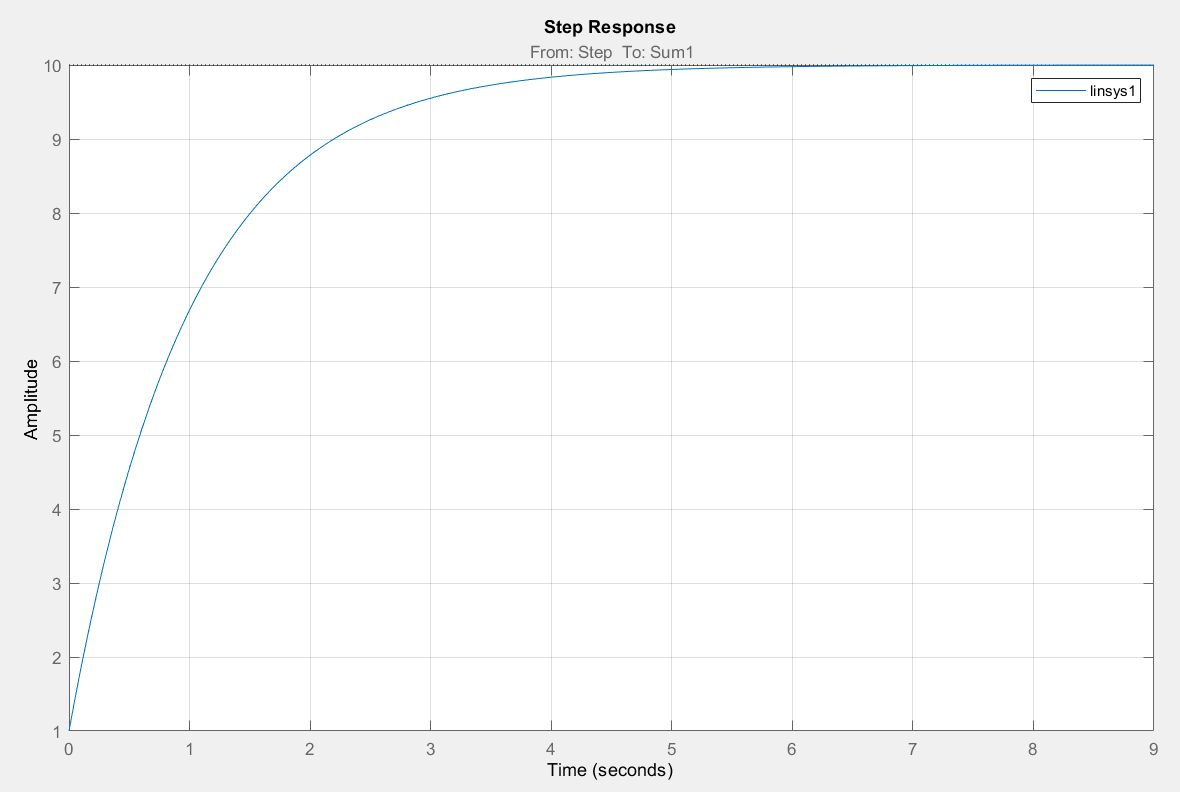 Step Response
From: Step  To: Sum1
10
9
8
7
6
5
4
3
2
1
Amplitude
linsys1
0 1 2 3 4 5 6 7 8 9
Time (seconds)